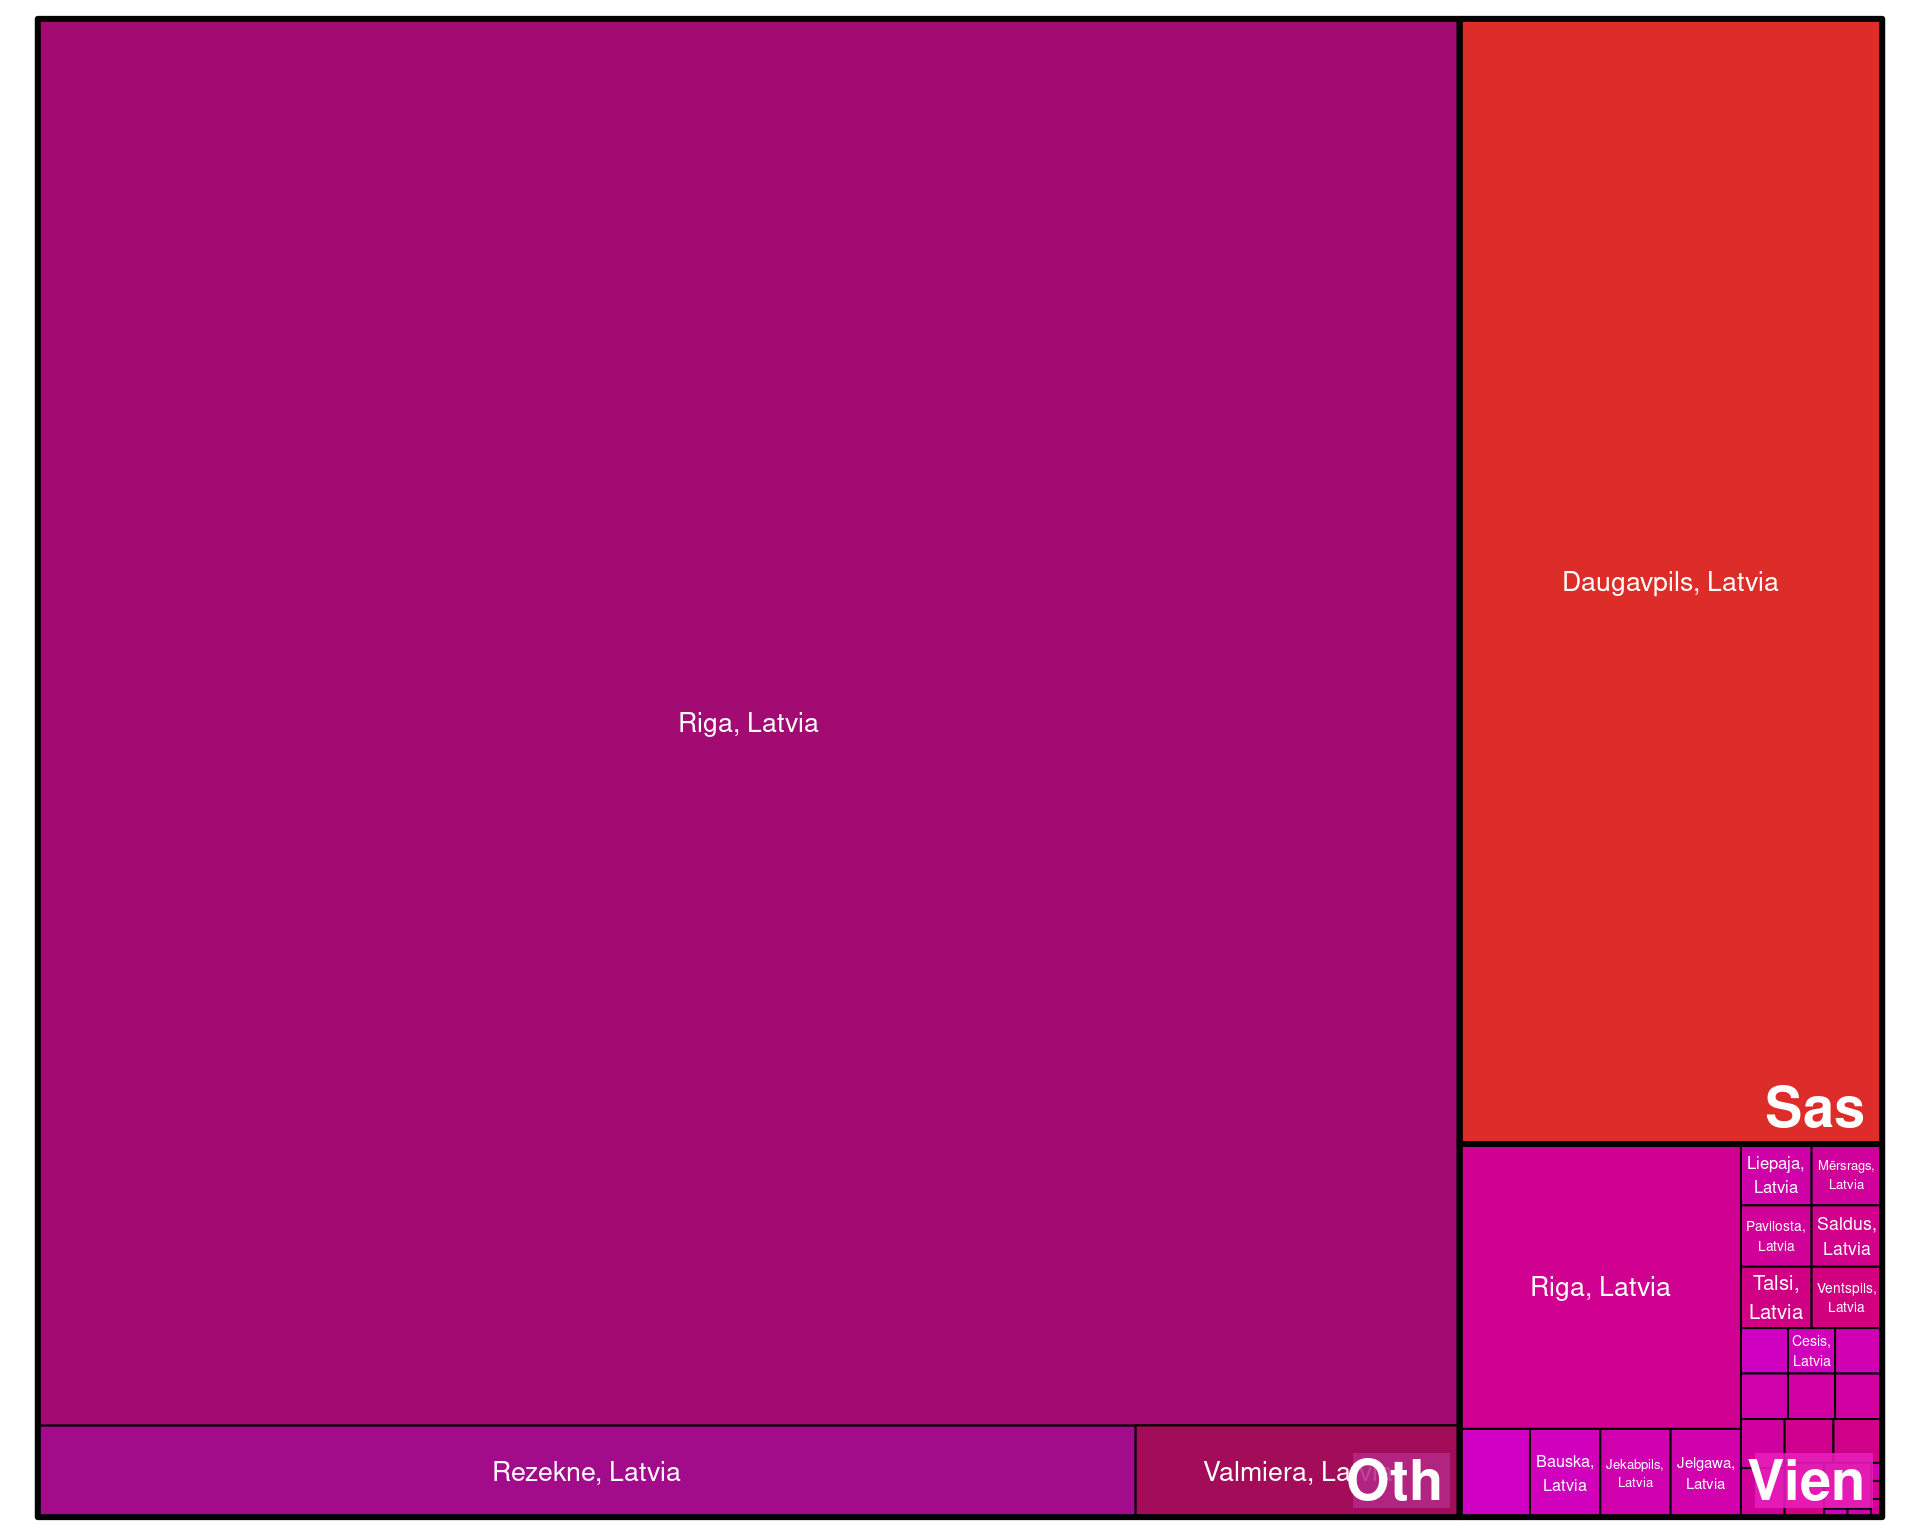 Riga, Latvia
Rezekne, Latvia
Valmiera, Latvia
Oth
Daugavpils, Latvia
Sas
Riga, Latvia
Liepaja,
Latvia
Mērsrags,
Latvia
Pavilosta,
Latvia
Saldus,
Latvia
Talsi,
Latvia
Ventspils,
Latvia
Cesis,
Latvia
Bauska,
Latvia
Jekabpils,
Latvia
Jelgawa,
Latvia
Vien